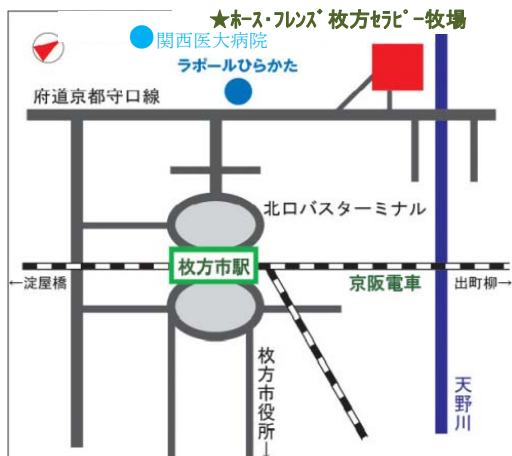 ★ﾎｰｽ･ﾌﾚﾝｽﾞ枚方ｾﾗﾋﾟｰ牧場
関西医大病院
ラポールひらかた
府道京都守口線
北口バスターミナル
枚方市駅
←淀屋橋
京阪電車
出町柳→
枚方市役所→
天野川